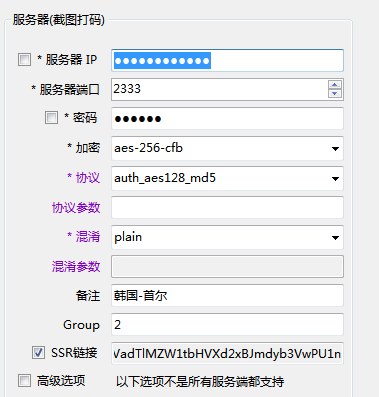 服务器(截图打码)
* 服务器 IP ●●●●●●●●●●●●
* 服务器端口 2333
* 密码 ●●●●●●
* 加密 aes-256-cfb
* 协议 auth_aes128_md5
协议参数
* 混淆 plain
混淆参数
备注 韩国-首尔
Group 2
SSR链接
高级选项 以下选项不是所有服务端都支持